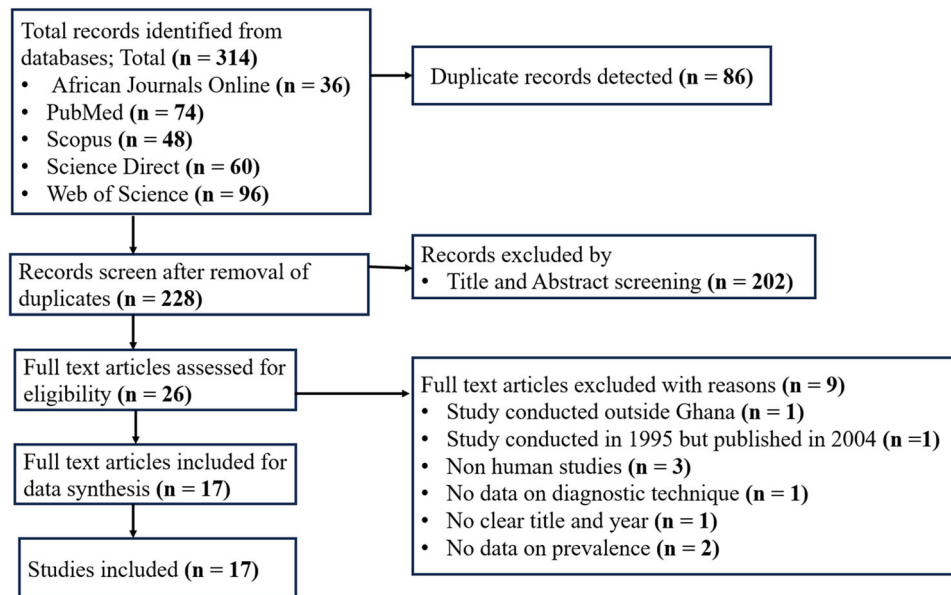 Total records identified from
databases; Total (n = 314)
• African Journals Online (n = 36)
• PubMed (n = 74)
• Scopus (n = 48)
• Science Direct (n = 60)
• Web of Science (n = 96)
Duplicate records detected (n = 86)
Records screen after removal of
duplicates (n = 228)
Records excluded by
• Title and Abstract screening (n = 202)
Full text articles assessed for
eligibility (n = 26)
Full text articles excluded with reasons (n = 9)
• Study conducted outside Ghana (n = 1)
• Study conducted in 1995 but published in 2004 (n =1)
• Non human studies (n = 3)
• No data on diagnostic technique (n = 1)
• No clear title and year (n = 1)
• No data on prevalence (n = 2)
Full text articles included for
data synthesis (n = 17)
Studies included (n = 17)